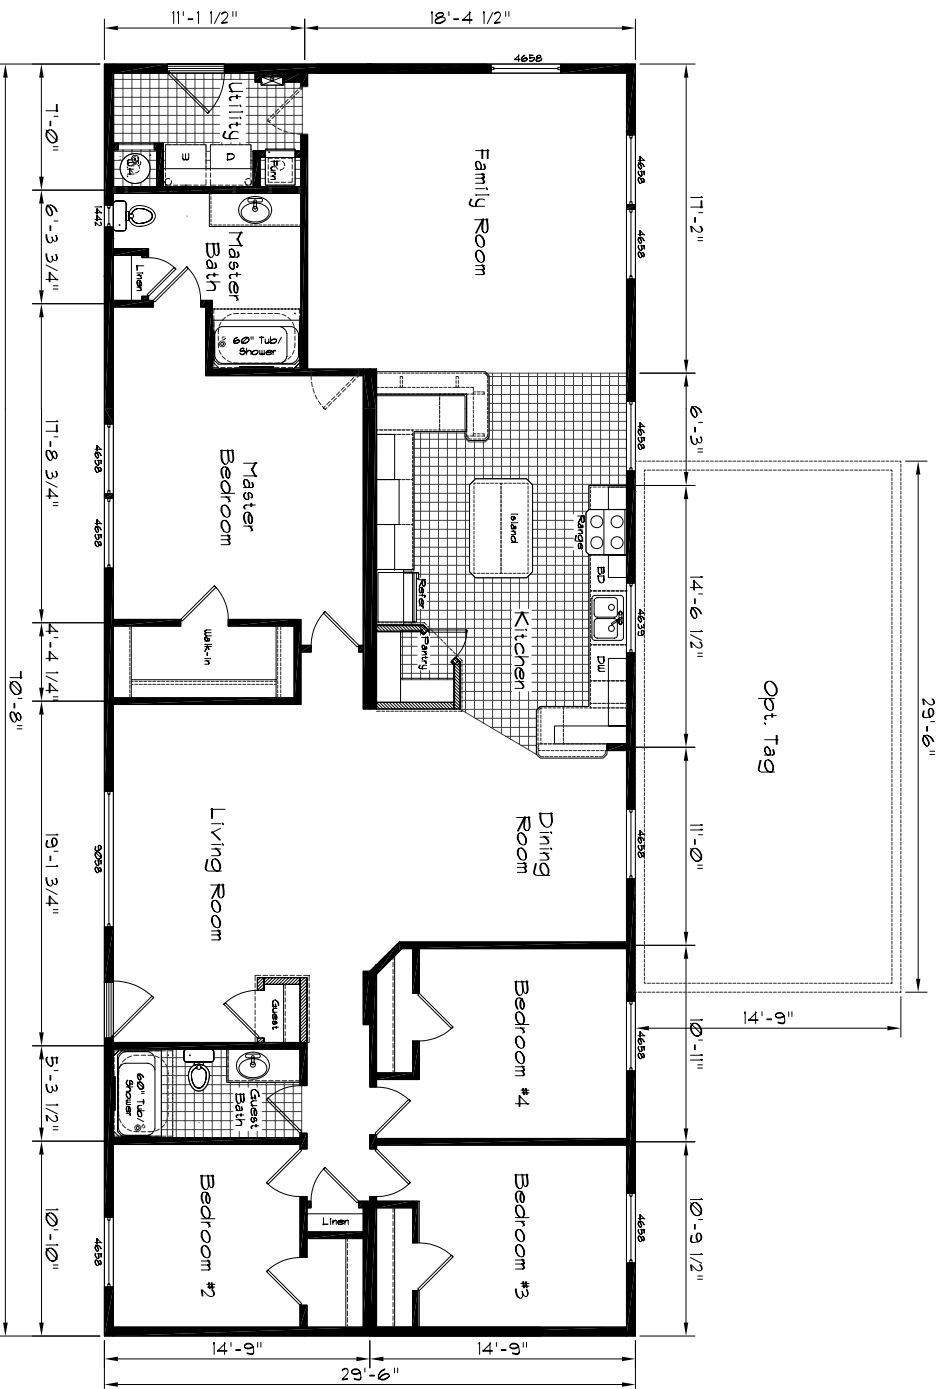 11'-1 1/2"
18'-4 1/2"
4658
7'-0"
6'-3 3/4"
17'-8 3/4"
4'-4 1/4"
19'-1 3/4"
5'-3 1/2"
10'-10"
70'-8"
Utility
W
D
Furn
Family Room
4658
4658
17'-2"
1442
Linen
Master
Bath
60" Tub/
Shower
4658
4658
Master
Bedroom
Walk-in
Island
Range
BD
DW
Refer
Pantry
Kitchen
4658
4639
6'-3"
14'-6 1/2"
Opt. Tag
29'-6"
14'-9"
Living Room
9058
Dining
Room
4658
11'-0"
Guest
Bedroom #4
4658
10'-11"
60" Tub/
Shower
Guest
Bath
Bedroom #2
4658
Linen
Bedroom #3
4658
10'-9 1/2"
14'-9"
14'-9"
29'-6"